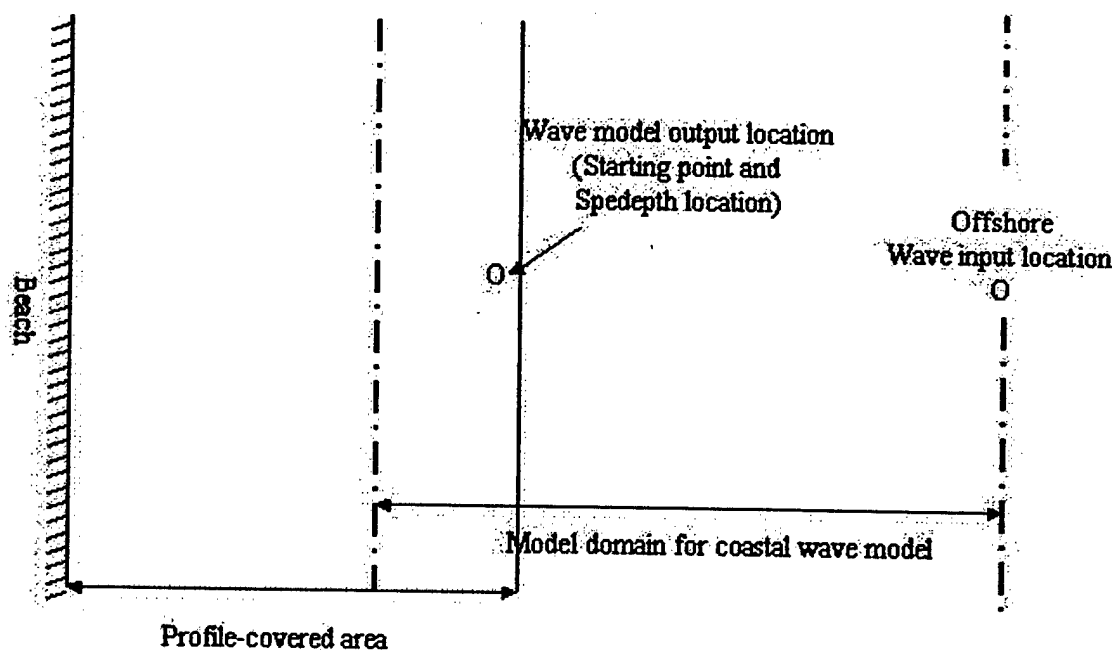 Wave model output location
(Starting point and
Spedepth location)
O
Offshore
Wave input location
O
Beach
Model domain for coastal wave model
Profile-covered area